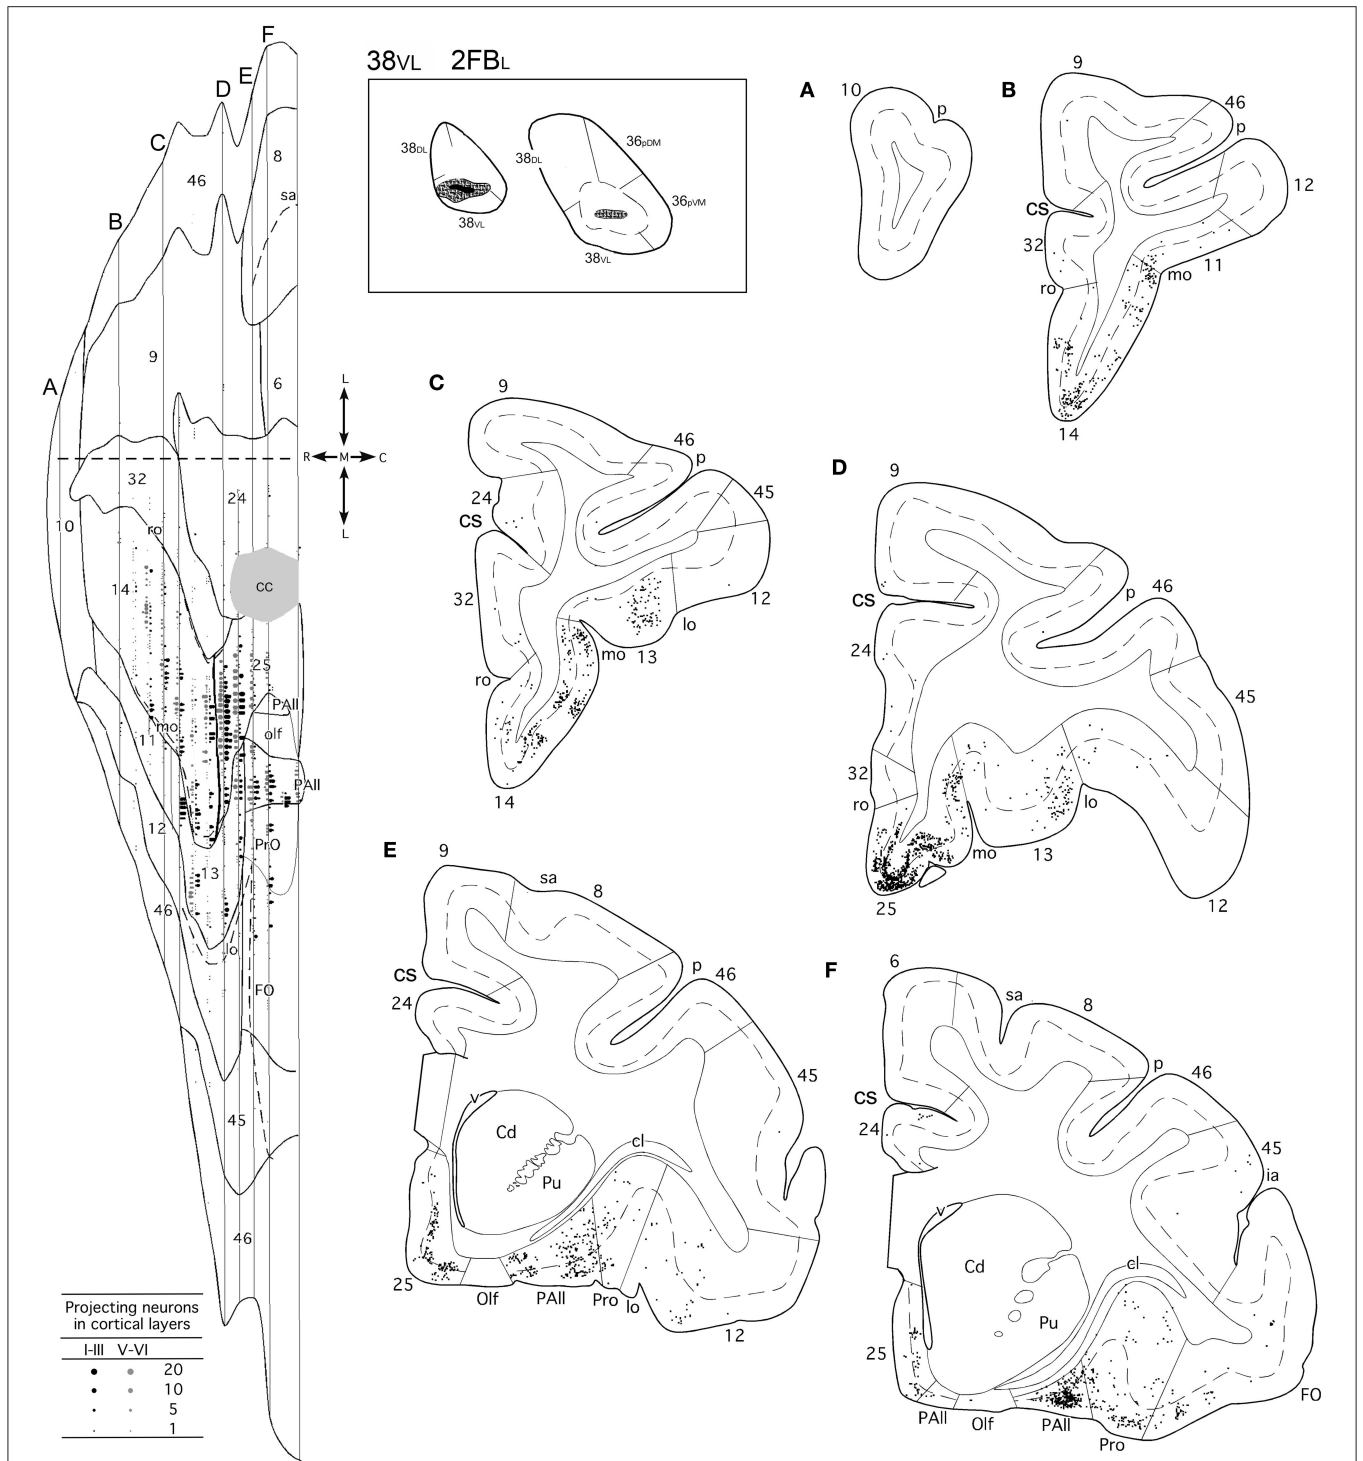 38VL 2FBL
38DL
38VL
38DL
36pDM
36pVM
38VL
A
B
C
D
E
F
8
sa
46
9
6
L
R M C
L
32
24
10
ro
14
cc
25
PAll
mo
olf
11
PAll
12
PrO
13
46
lo
FO
45
46
Projecting neurons
in cortical layers
I-III V-VI
20
10
5
1
A
10
p
B
9
46
p
12
CS
32
ro
mo
11
14
C
9
46
p
45
24
CS
32
12
lo
mo
13
ro
14
D
9
46
p
CS
24
45
32
ro
lo
mo
13
25
12
E
9
sa
8
p
46
CS
24
45
v
Cd
cl
Pu
25
Olf
PAll
Pro
lo
12
F
6
sa
8
p
46
CS
24
45
ia
v
Cd
cl
Pu
25
FO
PAll
Olf
PAll
Pro